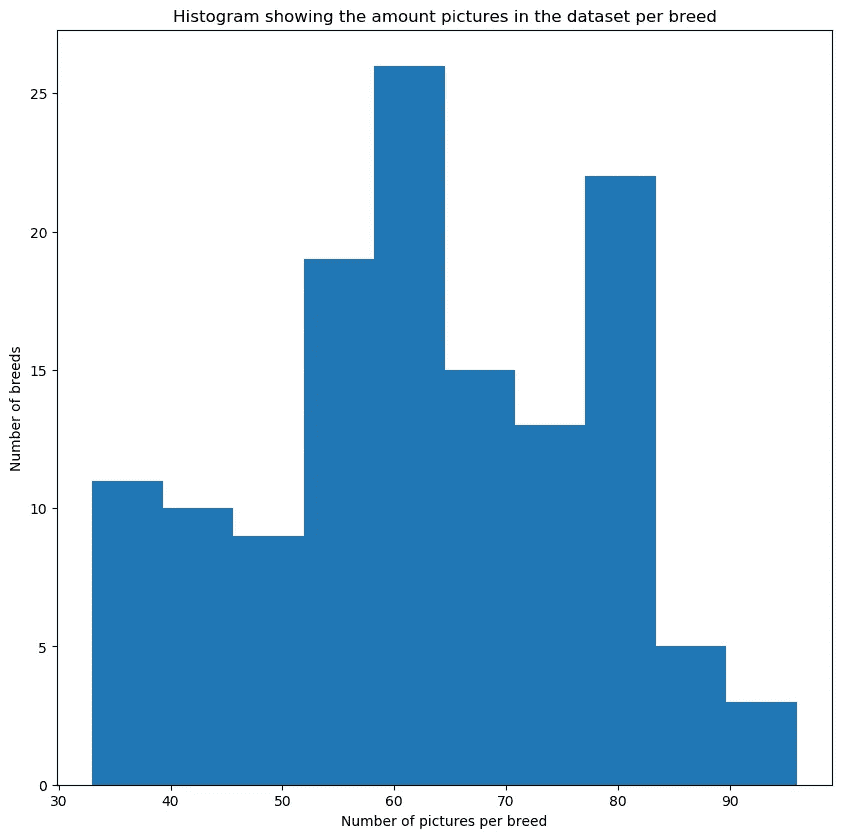 Histogram showing the amount pictures in the dataset per breed
25
20
15
10
5
0
Number of breeds
30 40 50 60 70 80 90
Number of pictures per breed